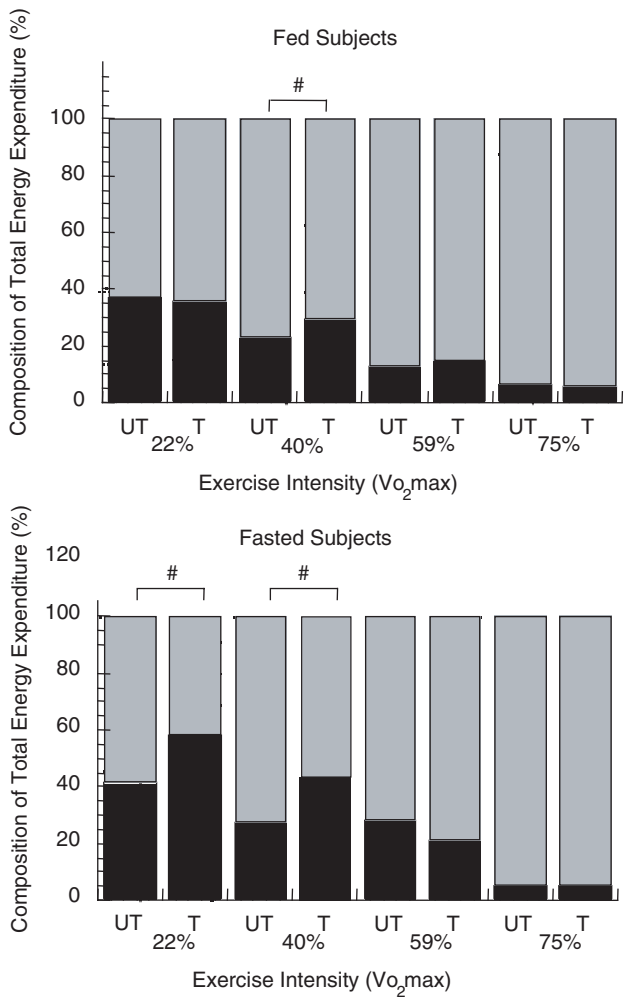 Fed Subjects
Composition of Total Energy Expenditure (%)
#
100
80
60
40
20
0
UT T UT T UT T UT T
22% 40% 59% 75%
Exercise Intensity (Vo2max)
Fasted Subjects
Composition of Total Energy Expenditure (%)
120
# #
100
80
60
40
20
0
UT T UT T UT T UT T
22% 40% 59% 75%
Exercise Intensity (Vo2max)